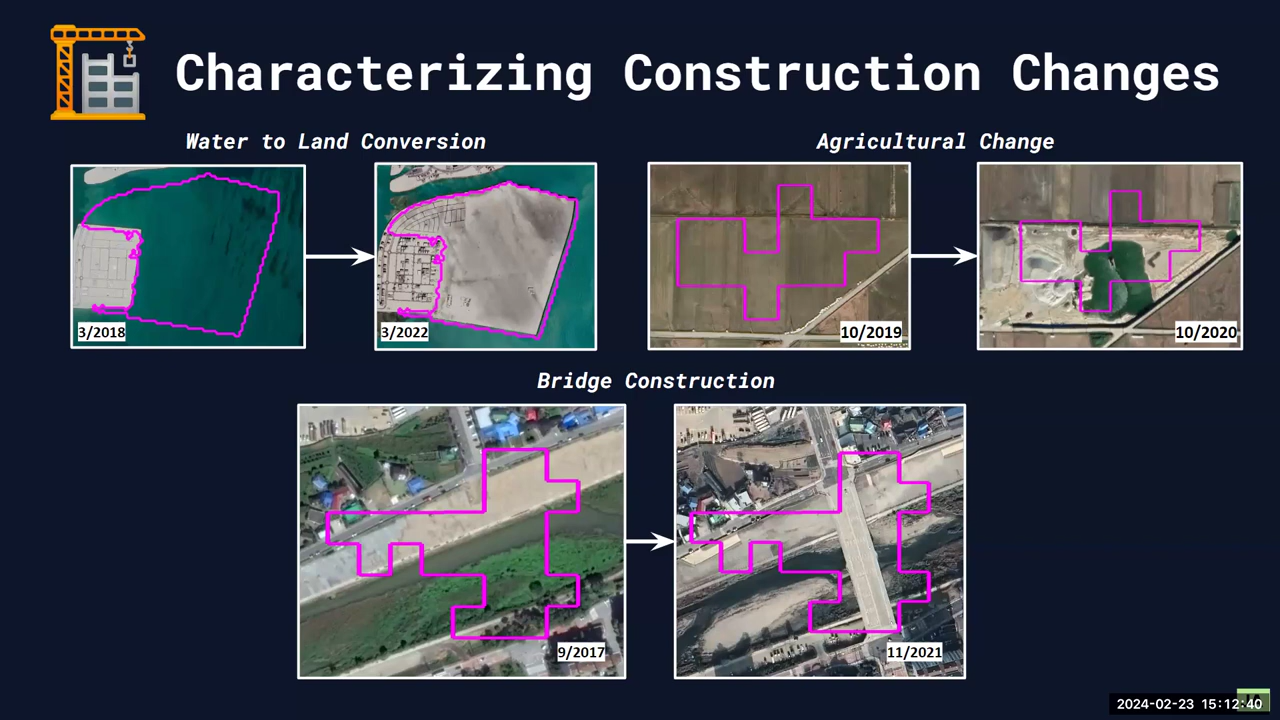 Characterizing Construction Changes
Water to Land Conversion
Agricultural Change
3/2018
3/2022
10/2019
10/2020
Bridge Construction
9/2017
11/2021
2024-02-23 15:12:40